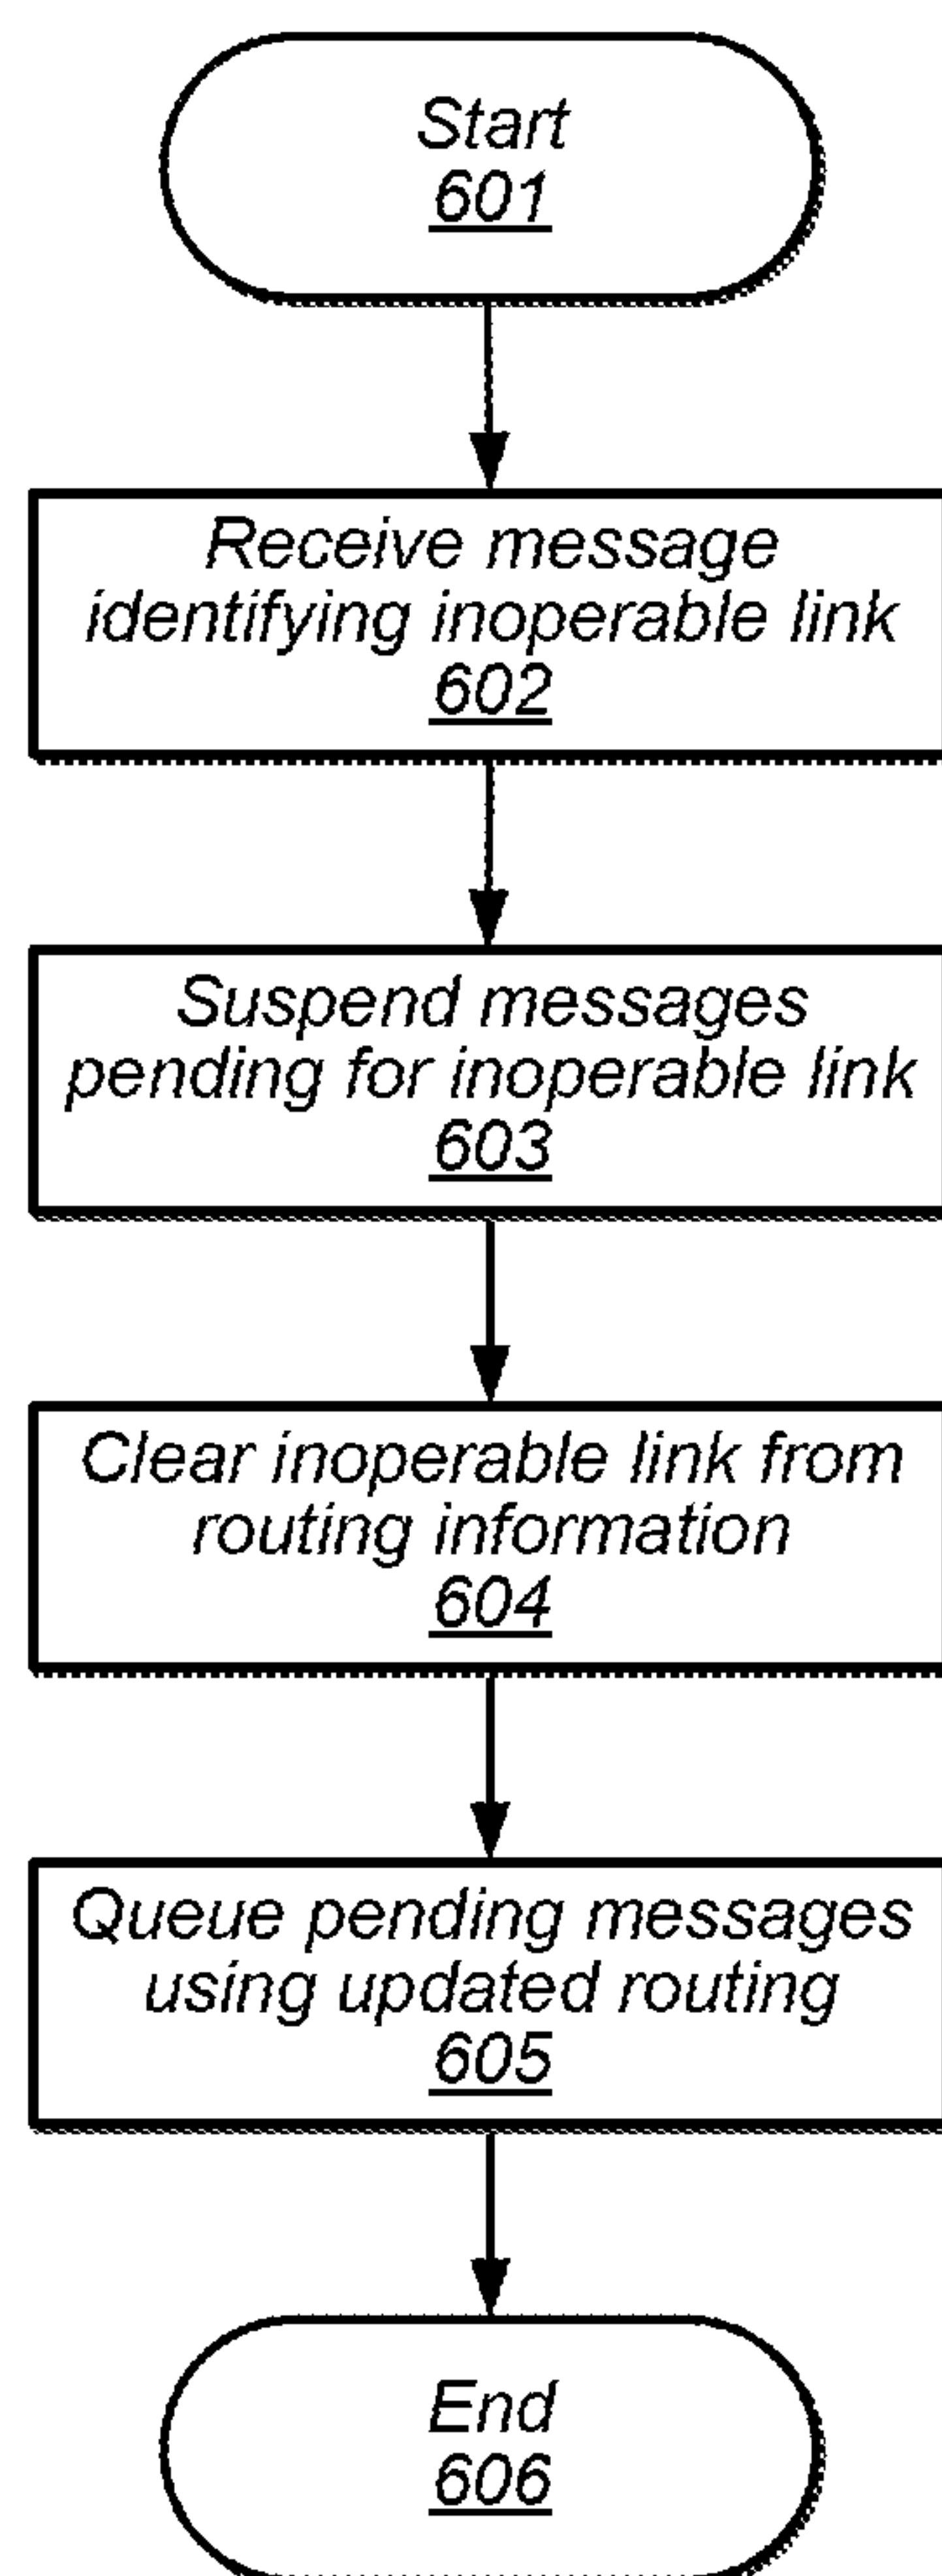 Start
601
Receive message
identifying inoperable link
602
Suspend messages
pending for inoperable link
603
Clear inoperable link from
routing information
604
Queue pending messages
using updated routing
605
End
606